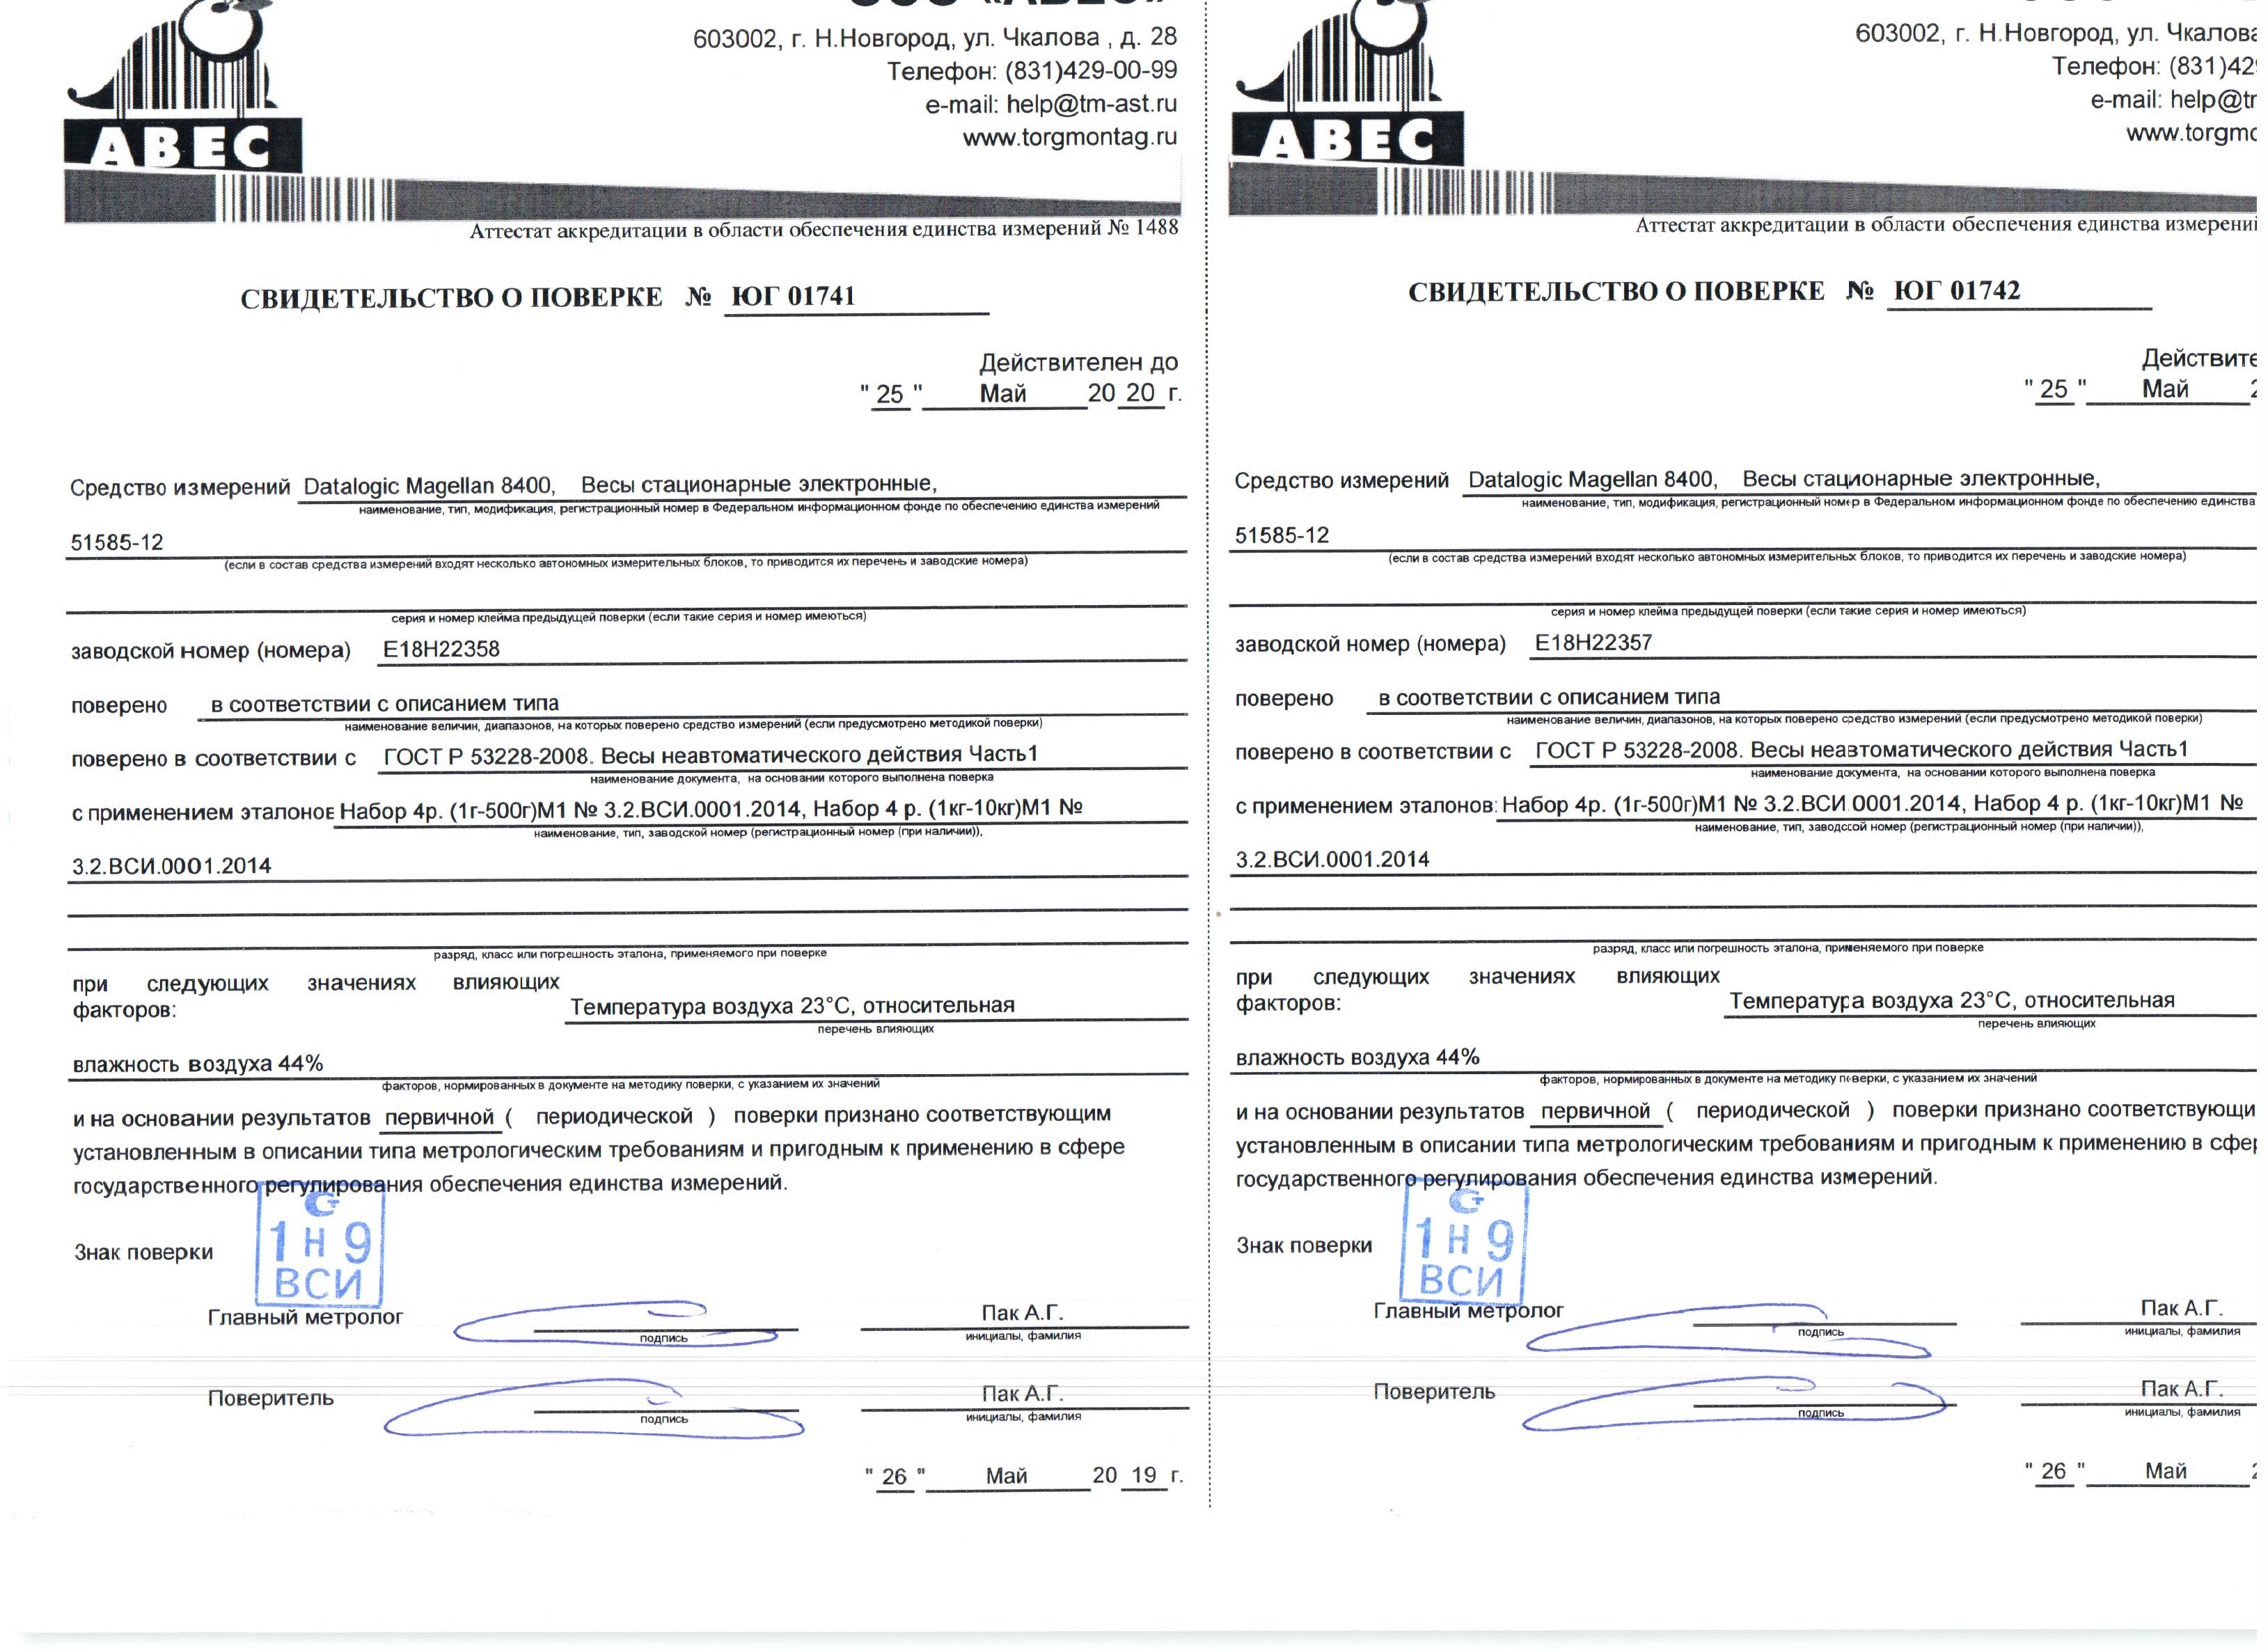 ООО «АВЕС»
603002, г. Н.Новгород, ул. Чкалова , д. 28
Телефон: (831)429-00-99
e-mail: help@tm-ast.ru
www.torgmontag.ru
АВЕС
Аттестат аккредитации в области обеспечения единства измерений № 1488
СВИДЕТЕЛЬСТВО О ПОВЕРКЕ № ЮГ 01741
Действителен до
" 25 " Май 20 20 г.
Средство измерений Datalogic Magellan 8400, Весы стационарные электронные,
наименование, тип, модификация, регистрационный номер в Федеральном информационном фонде по обеспечению единства измерений
51585-12
(если в состав средства измерений входят несколько автономных измерительных блоков, то приводится их перечень и заводские номера)
серия и номер клейма предыдущей поверки (если такие серия и номер имеються)
заводской номер (номера) E18H22358
поверено в соответствии с описанием типа
наименование величин, диапазонов, на которых поверено средство измерений (если предусмотрено методикой поверки)
поверено в соответствии с ГОСТ Р 53228-2008. Весы неавтоматического действия Часть1
наименование документа, на основании которого выполнена поверка
с применением эталонов Набор 4р. (1г-500г)М1 № 3.2.ВСИ.0001.2014, Набор 4 р. (1кг-10кг)М1 №
наименование, тип, заводской номер (регистрационный номер (при наличии)),
3.2.ВСИ.0001.2014
разряд, класс или погрешность эталона, применяемого при поверке
при следующих значениях влияющих
факторов: Температура воздуха 23°С, относительная
перечень влияющих
влажность воздуха 44%
факторов, нормированных в документе на методику поверки, с указанием их значений
и на основании результатов первичной ( периодической ) поверки признано соответствующим
установленным в описании типа метрологическим требованиям и пригодным к применению в сфере
государственного регулирования обеспечения единства измерений.
1 Н 9
Знак поверки
ВСИ
Главный метролог Пак А.Г.
подпись инициалы, фамилия
Поверитель Пак А.Г.
подпись инициалы, фамилия
" 26 " Май 20 19 г.
603002, г. Н.Новгород, ул. Чкалова
Телефон: (831)429
e-mail: help@t
www.torgmo
АВЕС
Аттестат аккредитации в области обеспечения единства измерени
СВИДЕТЕЛЬСТВО О ПОВЕРКЕ № ЮГ 01742
Действите
" 25 " Май 2
Средство измерений Datalogic Magellan 8400, Весы стационарные электронные,
наименование, тип, модификация, регистрационный номер в Федеральном информационном фонде по обеспечению единства
51585-12
(если в состав средства измерений входят несколько автономных измерительных блоков, то приводится их перечень и заводские номера)
серия и номер клейма предыдущей поверки (если такие серия и номер имеються)
заводской номер (номера) E18H22357
поверено в соответствии с описанием типа
наименование величин, диапазонов, на которых поверено средство измерений (если предусмотрено методикой поверки)
поверено в соответствии с ГОСТ Р 53228-2008. Весы неавтоматического действия Часть1
наименование документа, на основании которого выполнена поверка
с применением эталонов: Набор 4р. (1г-500г)М1 № 3.2.ВСИ.0001.2014, Набор 4 р. (1кг-10кг)М1 №
наименование, тип, заводсой номер (регистрационный номер (при наличии)),
3.2.ВСИ.0001.2014
разряд, класс или погрешность эталона, применяемого при поверке
при следующих значениях влияющих
факторов: Температура воздуха 23°С, относительная
перечень влияющих
влажность воздуха 44%
факторов, нормированных в документе на методику поверки, с указанием их значений
и на основании результатов первичной ( периодической ) поверки признано соответствующи
установленным в описании типа метрологическим требованиям и пригодным к применению в сфер
государственного регулирования обеспечения единства измерений.
1 Н 9
Знак поверки
ВСИ
Главный метролог Пак А.Г.
подпись инициалы, фамилия
Поверитель Пак А.Г.
подпись инициалы, фамилия
" 26 " Май 2